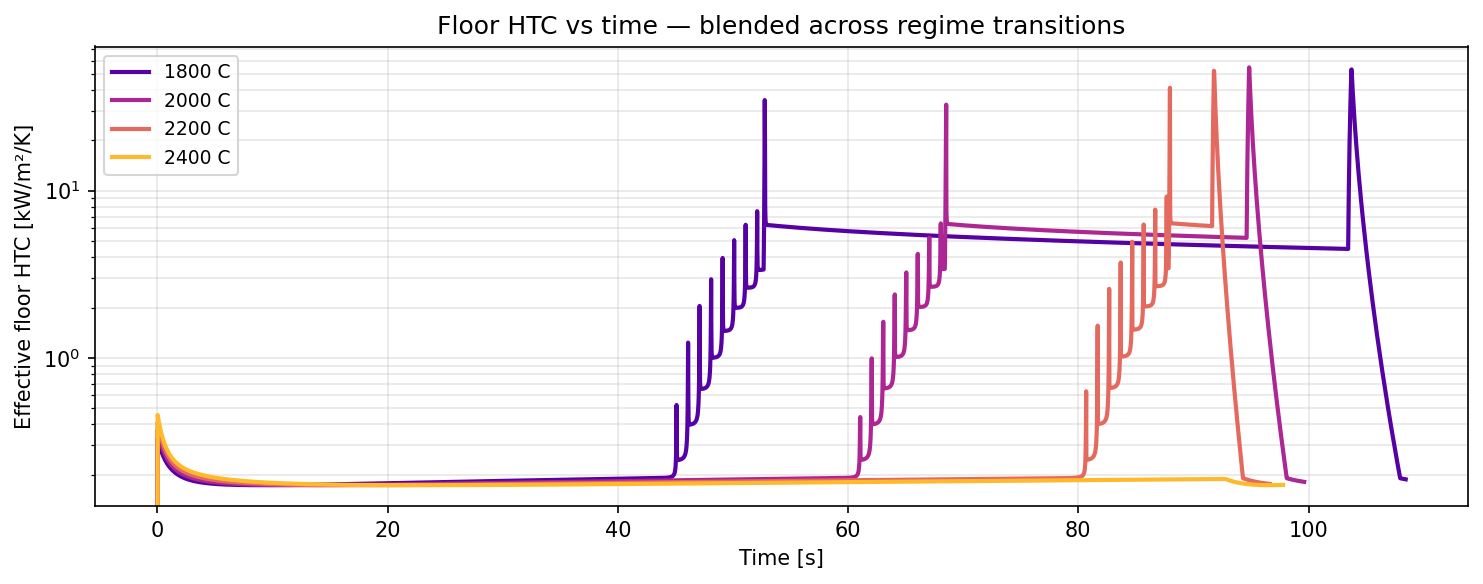 Floor HTC vs time — blended across regime transitions
1800 C
2000 C
2200 C
2400 C
Effective floor HTC [kW/m²/K]
10¹
10⁰
0 20 40 60 80 100
Time [s]